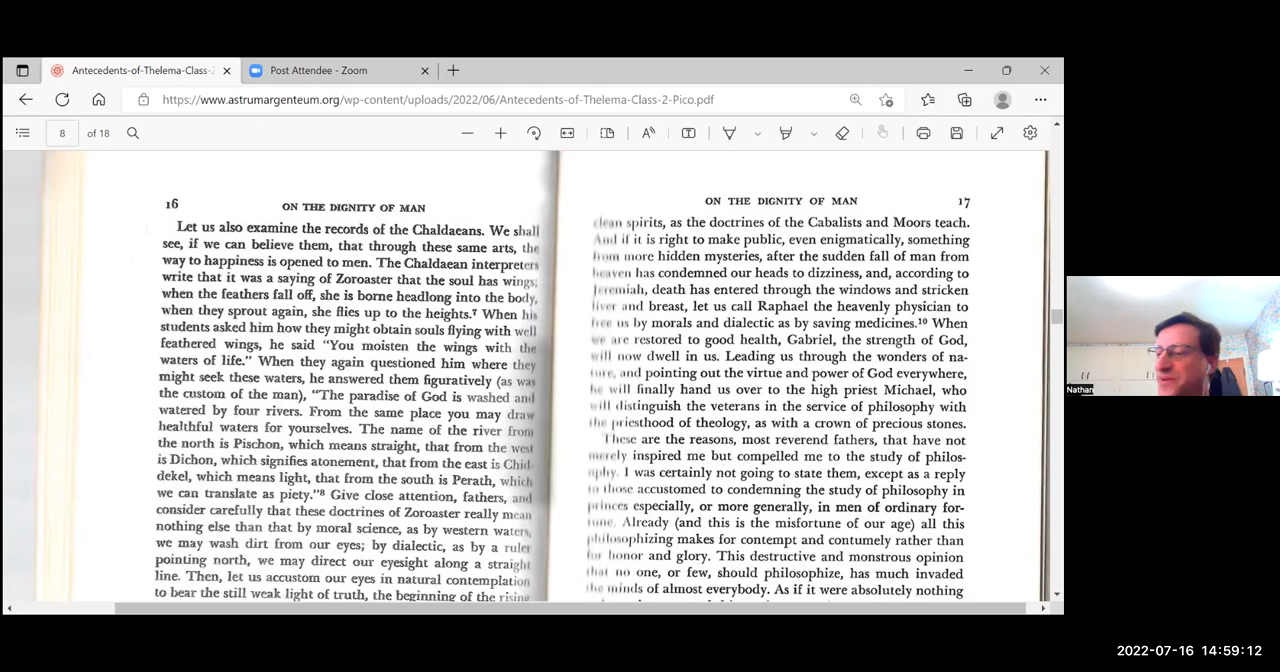 Antecedents-of-Thelema-Class-2
Post Attendee - Zoom
https://www.astrumargenteum.org/wp-content/uploads/2022/06/Antecedents-of-Thelema-Class-2-Pico.pdf
8 of 18
16
ON THE DIGNITY OF MAN
Let us also examine the records of the Chaldaeans. We shall
see, if we can believe them, that through these same arts, the
way to happiness is opened to men. The Chaldaean interpreters
write that it was a saying of Zoroaster that the soul has wings;
when the feathers fall off, she is borne headlong into the body,
when they sprout again, she flies up to the heights.⁷ When his
students asked him how they might obtain souls flying with well
feathered wings, he said "You moisten the wings with the
waters of life." When they again questioned him where they
might seek these waters, he answered them figuratively (as was
the custom of the man), "The paradise of God is washed and
watered by four rivers. From the same place you may draw
healthful waters for yourselves. The name of the river from
the north is Pischon, which means straight, that from the west
is Dichon, which signifies atonement, that from the east is Chid
dekel, which means light, that from the south is Perath, which
we can translate as piety."⁸ Give close attention, fathers, and
consider carefully that these doctrines of Zoroaster really mean
nothing else than that by moral science, as by western waters,
we may wash dirt from our eyes; by dialectic, as by a ruler
pointing north, we may direct our eyesight along a straight
line. Then, let us accustom our eyes in natural contemplation
to bear the still weak light of truth, the beginning of the rising
ON THE DIGNITY OF MAN
17
clean spirits, as the doctrines of the Cabalists and Moors teach.
And if it is right to make public, even enigmatically, something
from more hidden mysteries, after the sudden fall of man from
heaven has condemned our heads to dizziness, and, according to
Jeremiah, death has entered through the windows and stricken
liver and breast, let us call Raphael the heavenly physician to
free us by morals and dialectic as by saving medicines.¹⁰ When
we are restored to good health, Gabriel, the strength of God,
will now dwell in us. Leading us through the wonders of na-
ture, and pointing out the virtue and power of God everywhere,
he will finally hand us over to the high priest Michael, who
will distinguish the veterans in the service of philosophy with
the priesthood of theology, as with a crown of precious stones.
These are the reasons, most reverend fathers, that have not
merely inspired me but compelled me to the study of philos-
ophy. I was certainly not going to state them, except as a reply
to those accustomed to condemning the study of philosophy in
princes especially, or more generally, in men of ordinary for-
tune. Already (and this is the misfortune of our age) all this
philosophizing makes for contempt and contumely rather than
for honor and glory. This destructive and monstrous opinion
that no one, or few, should philosophize, has much invaded
the minds of almost everybody. As if it were absolutely nothing
Nathan
2022-07-16 14:59:12